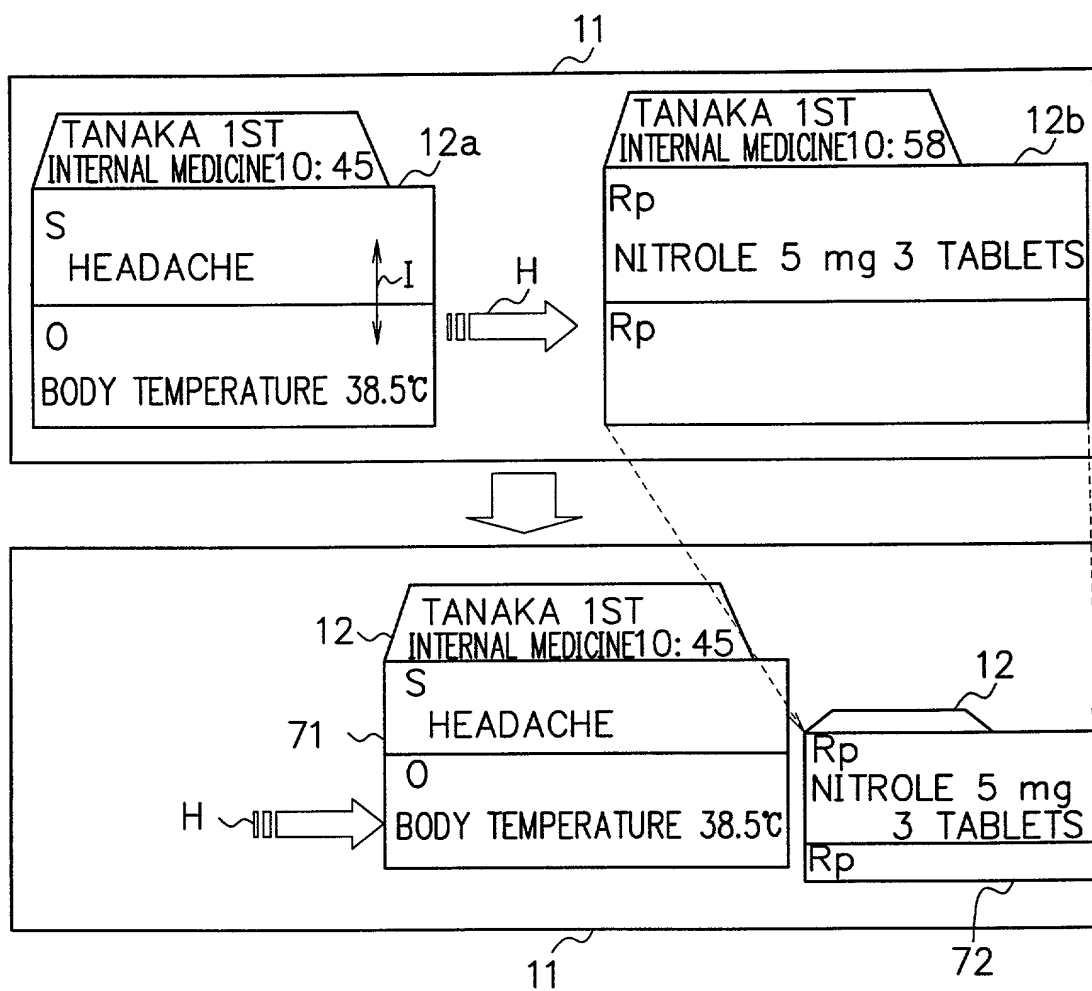 11
TANAKA 1ST
INTERNAL MEDICINE10:45
12a
S
HEADACHE
I
O
BODY TEMPERATURE 38.5℃
H
TANAKA 1ST
INTERNAL MEDICINE10:58
12b
Rp
NITROLE 5 mg 3 TABLETS
Rp
12
TANAKA 1ST
INTERNAL MEDICINE10:45
S
HEADACHE
71
O
BODY TEMPERATURE 38.5℃
H
12
Rp
NITROLE 5 mg
3 TABLETS
Rp
72
11